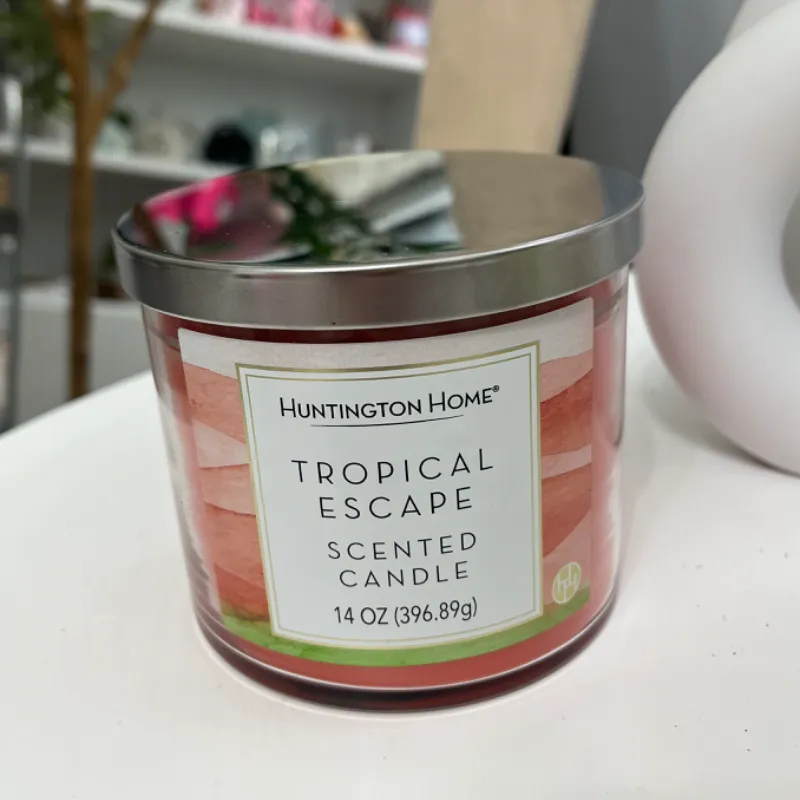 HUNTINGTON HOME®
TROPICAL
ESCAPE
SCENTED
CANDLE
14 OZ (396.89g)